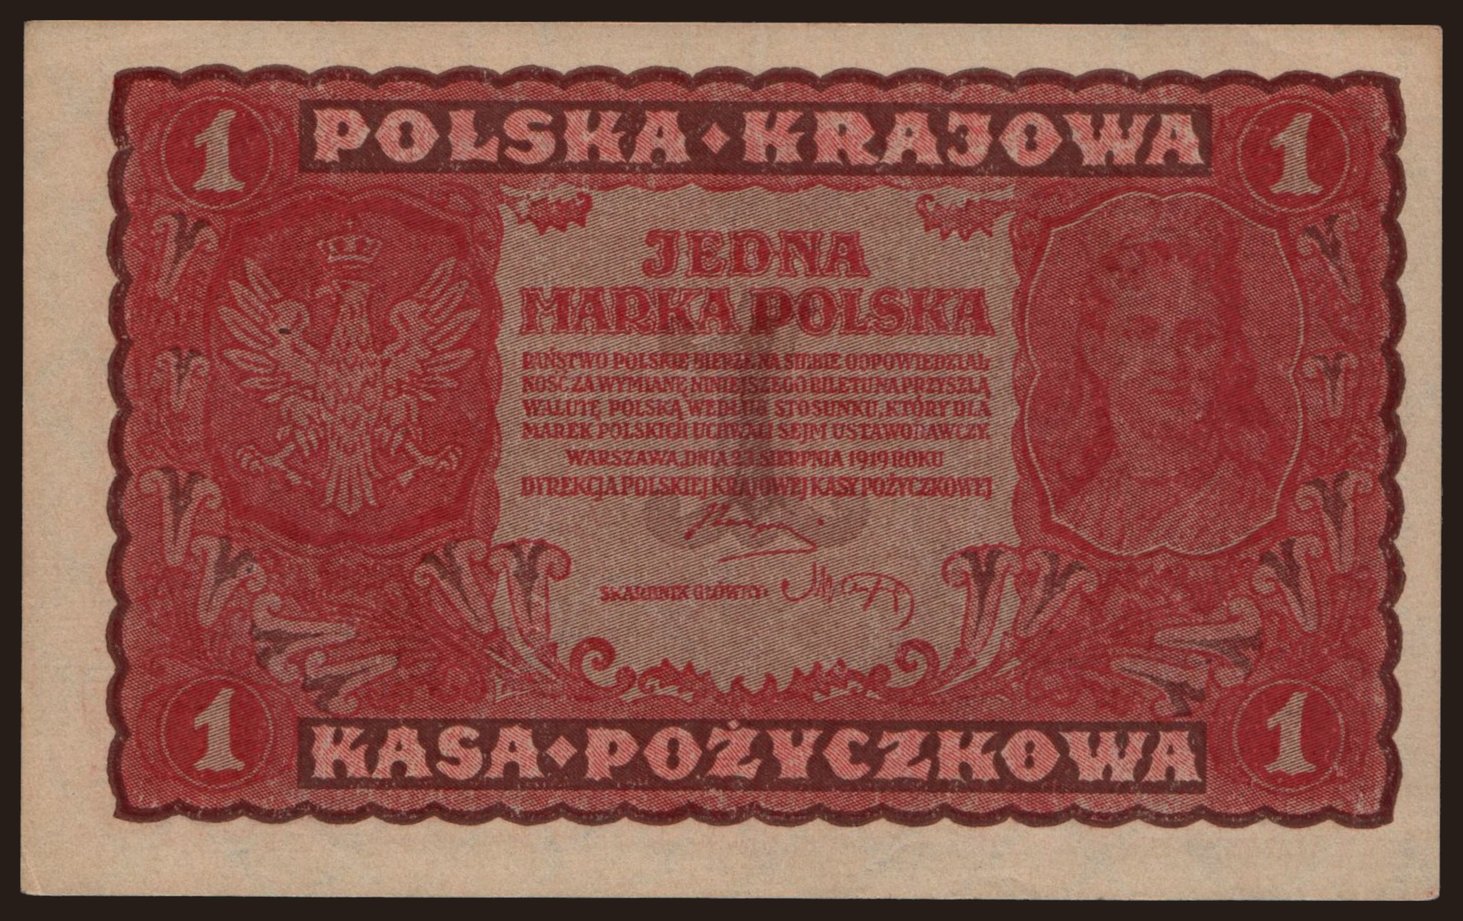 1 POLSKA · KRAJOWA 1
JEDNA
MARKA POLSKA
PAŃSTWO POLSKIE BIERZE NA SIEBIE ODPOWIEDZIAL-
NOŚĆ ZA WYMIANĘ NINIEJSZEGO BILETU NA PRZYSZŁĄ
WALUTĘ POLSKĄ WEDŁUG STOSUNKU, KTÓRY DLA
MAREK POLSKICH UCHWALI SEJM USTAWODAWCZY.
WARSZAWA, DNIA 23 SIERPNIA 1919 ROKU
DYREKCJA POLSKIEJ KRAJOWEJ KASY POŻYCZKOWEJ
SKARBNIK GŁÓWNY:
1 KASA · POŻYCZKOWA 1